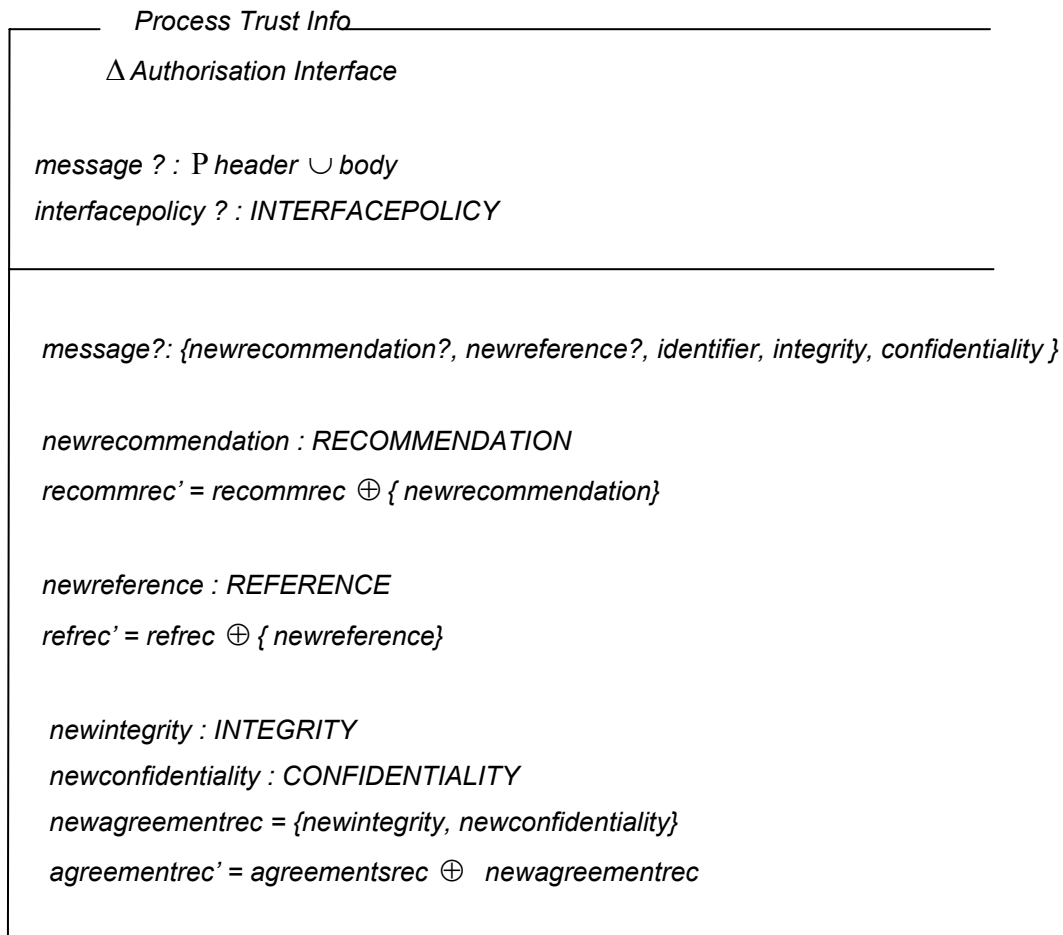 Process Trust Info
Δ Authorisation Interface
message ? : P header ∪ body
interfacepolicy ? : INTERFACEPOLICY
message?: {newrecommendation?, newreference?, identifier, integrity, confidentiality }
newrecommendation : RECOMMENDATION
recommrec’ = recommrec ⊕ { newrecommendation}
newreference : REFERENCE
refrec’ = refrec ⊕ { newreference}
newintegrity : INTEGRITY
newconfidentiality : CONFIDENTIALITY
newagreementrec = {newintegrity, newconfidentiality}
agreementrec’ = agreementsrec ⊕ newagreementrec